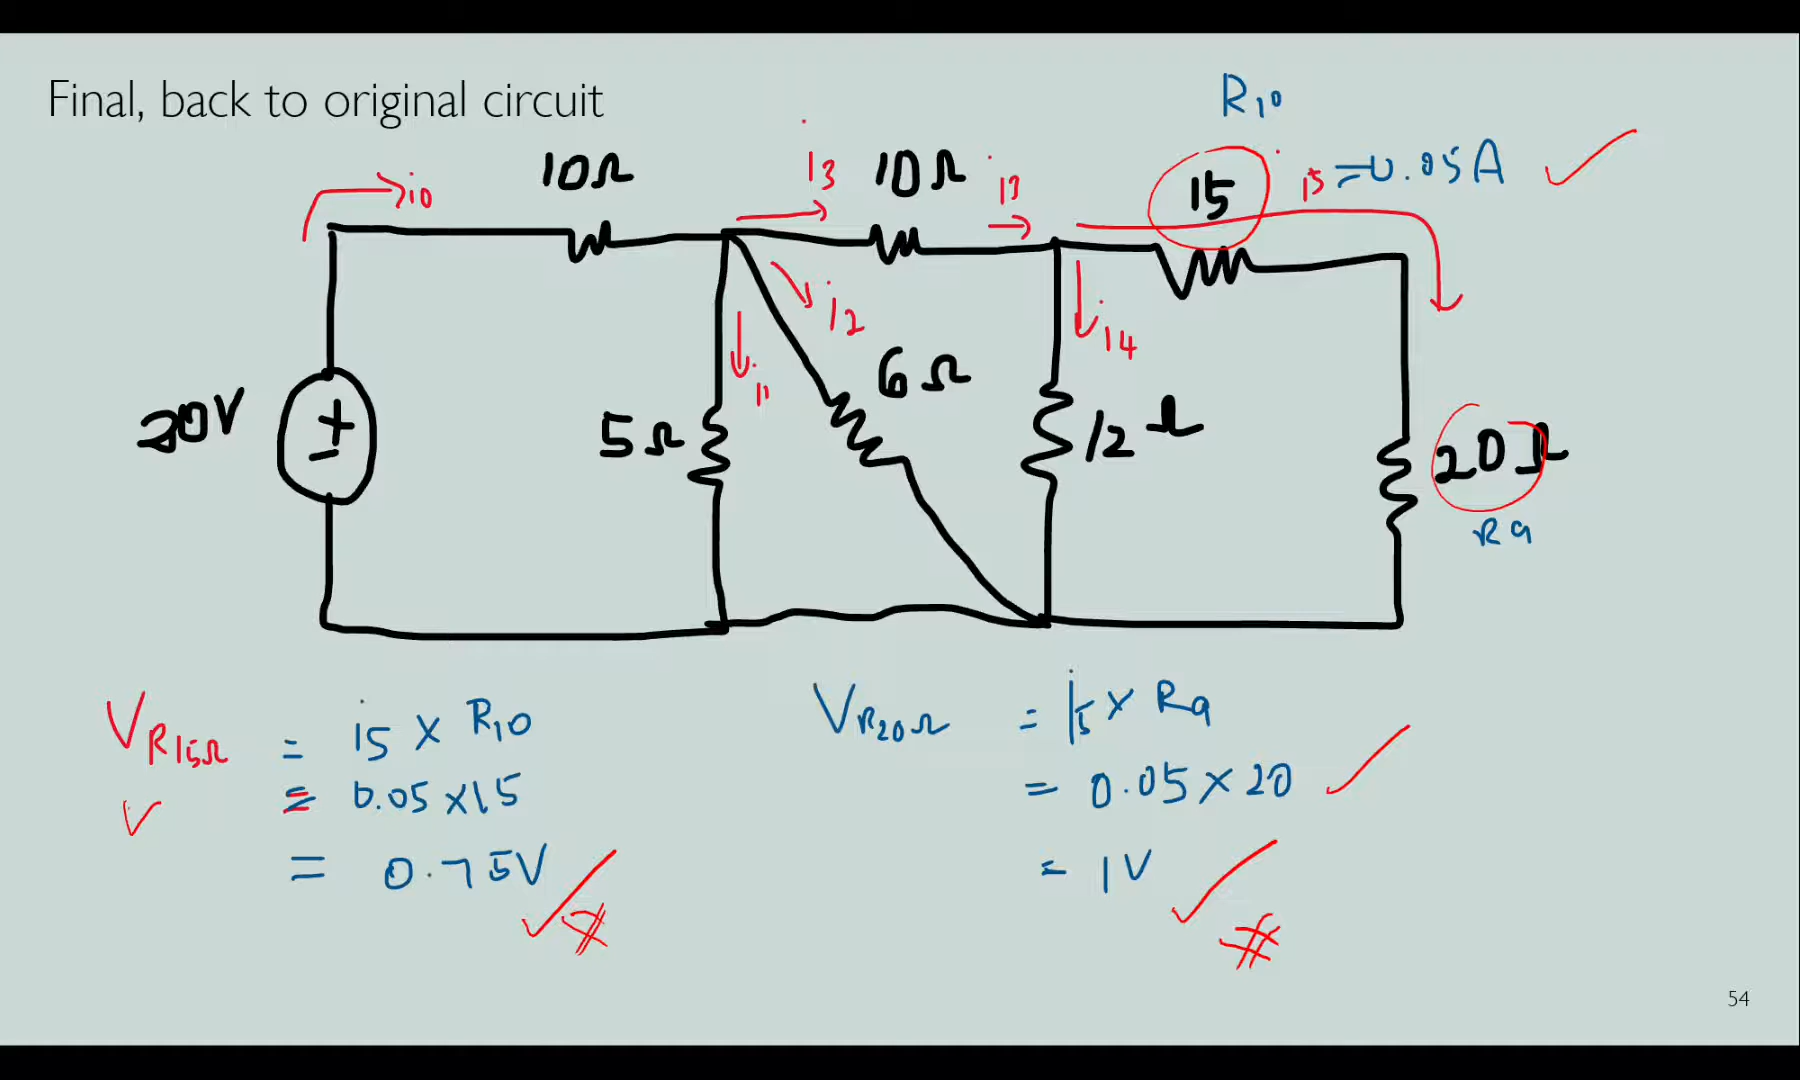 Final, back to original circuit
R10
10Ω
i3
10Ω
i3
15
i5 = 0.05A
i0
i2
i4
i1
6Ω
20V
+
-
5Ω
12Ω
20Ω
R9
VR15Ω = i5 × R10
= 0.05 × 15
= 0.75V
VR20Ω = i5 × R9
= 0.05 × 20
= 1V
54